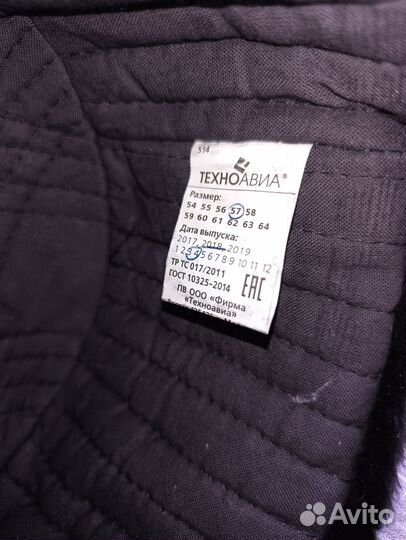 514
ТЕХНОАВИА®
Размер:
54 55 56 57 58
59 60 61 62 63 64
Дата выпуска:
2017, 2018, 2019
1 2 3 4 5 6 7 8 9 10 11 12
ТР ТС 017/2011
ГОСТ 10325-2014
ПВ ООО «Фирма
«Техноавиа»
EAC
Avito